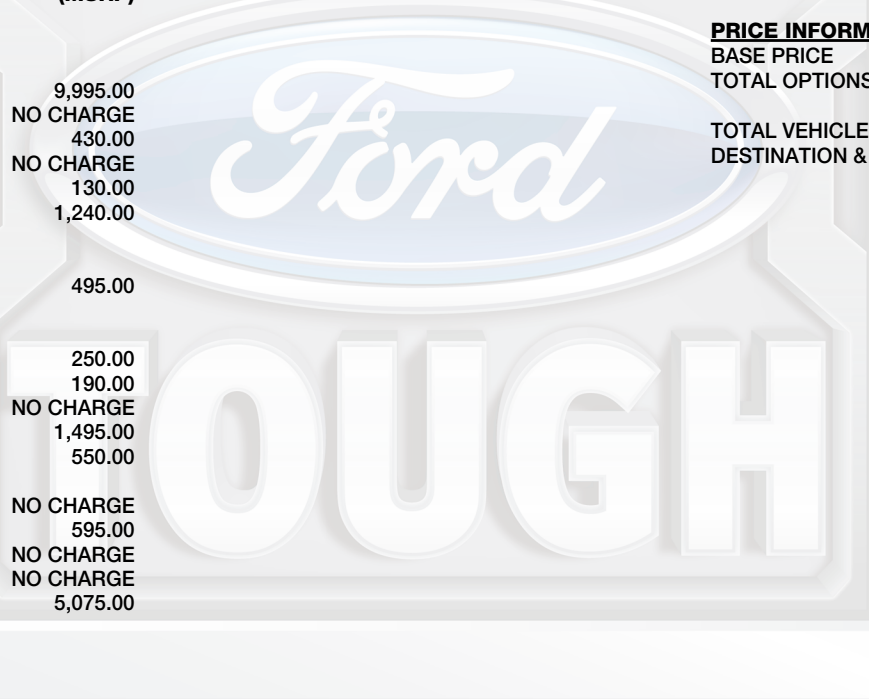 PRICE INFORM
BASE PRICE
TOTAL OPTIONS
TOTAL VEHICLE
DESTINATION &
9,995.00
NO CHARGE
430.00
NO CHARGE
130.00
1,240.00
495.00
250.00
190.00
NO CHARGE
1,495.00
550.00
NO CHARGE
595.00
NO CHARGE
NO CHARGE
5,075.00
Ford
TOUGH